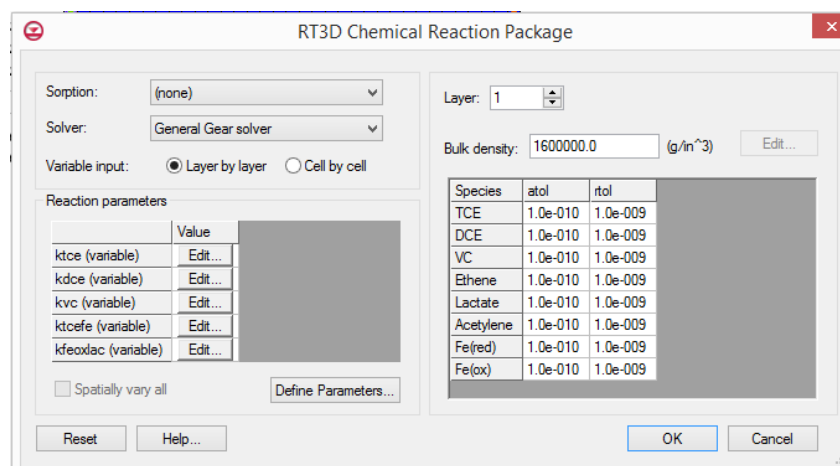 RT3D Chemical Reaction Package
Sorption: (none)
Solver: General Gear solver
Variable input: Layer by layer Cell by cell
Reaction parameters
Value
ktce (variable) Edit...
kdce (variable) Edit...
kvc (variable) Edit...
ktcefe (variable) Edit...
kfeoxlac (variable) Edit...
Spatially vary all Define Parameters...
Layer: 1
Bulk density: 1600000.0 (g/in^3) Edit...
Species atol rtol
TCE 1.0e-010 1.0e-009
DCE 1.0e-010 1.0e-009
VC 1.0e-010 1.0e-009
Ethene 1.0e-010 1.0e-009
Lactate 1.0e-010 1.0e-009
Acetylene 1.0e-010 1.0e-009
Fe(red) 1.0e-010 1.0e-009
Fe(ox) 1.0e-010 1.0e-009
Reset Help... OK Cancel